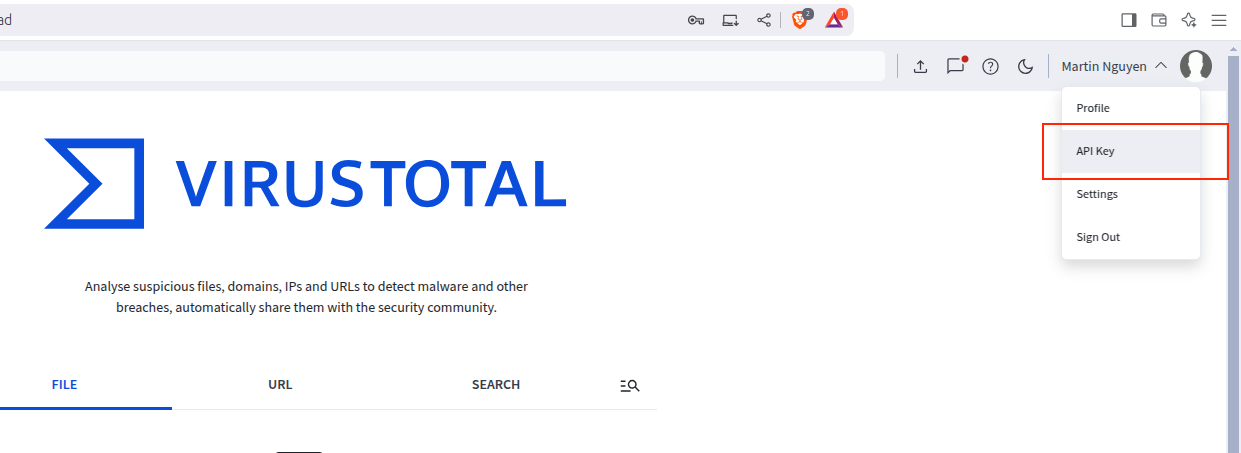 ad
2
1
Martin Nguyen
Profile
API Key
Settings
Sign Out
VIRUSTOTAL
Analyse suspicious files, domains, IPs and URLs to detect malware and other
breaches, automatically share them with the security community.
FILE
URL
SEARCH